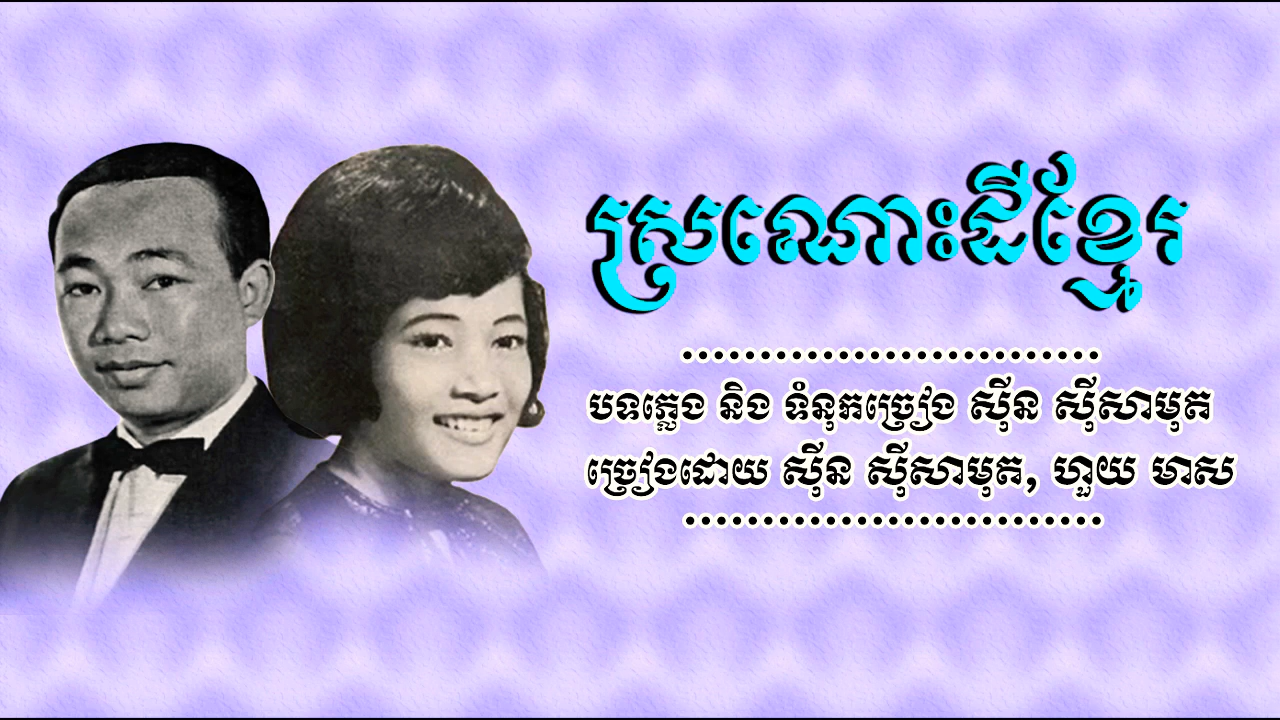 ស្រណោះដីខ្មែរ
បទភ្លេង និង ទំនុកច្រៀង ស៊ីន ស៊ីសាមុត
ច្រៀងដោយ ស៊ីន ស៊ីសាមុត, ហួយ មាស